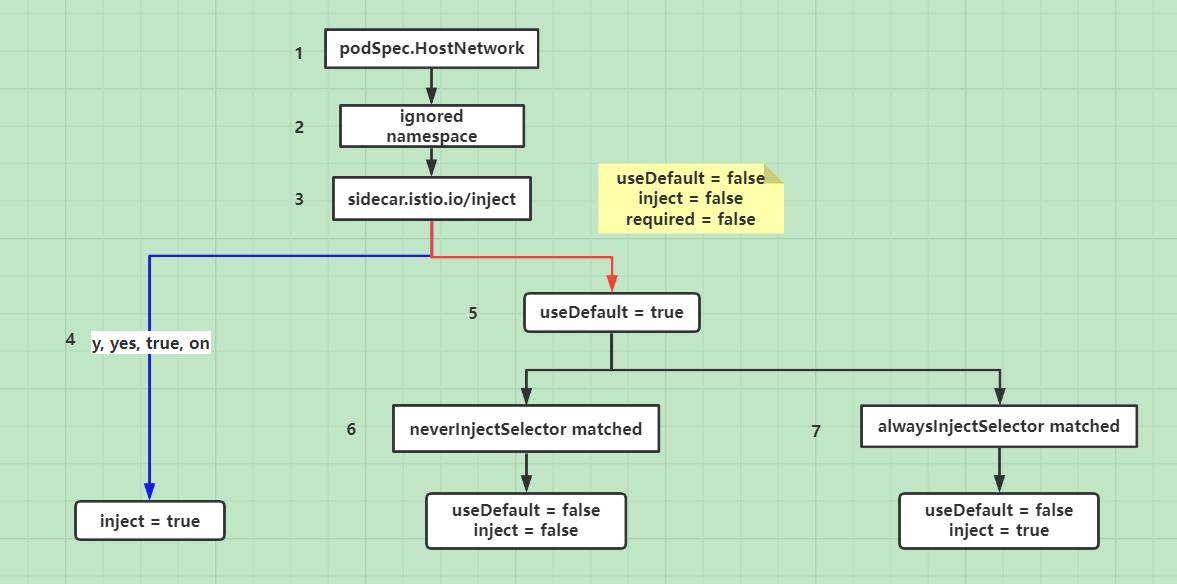 1
podSpec.HostNetwork
2
ignored
namespace
3
sidecar.istio.io/inject
useDefault = false
inject = false
required = false
5
useDefault = true
4
y, yes, true, on
6
neverInjectSelector matched
7
alwaysInjectSelector matched
inject = true
useDefault = false
inject = false
useDefault = false
inject = true